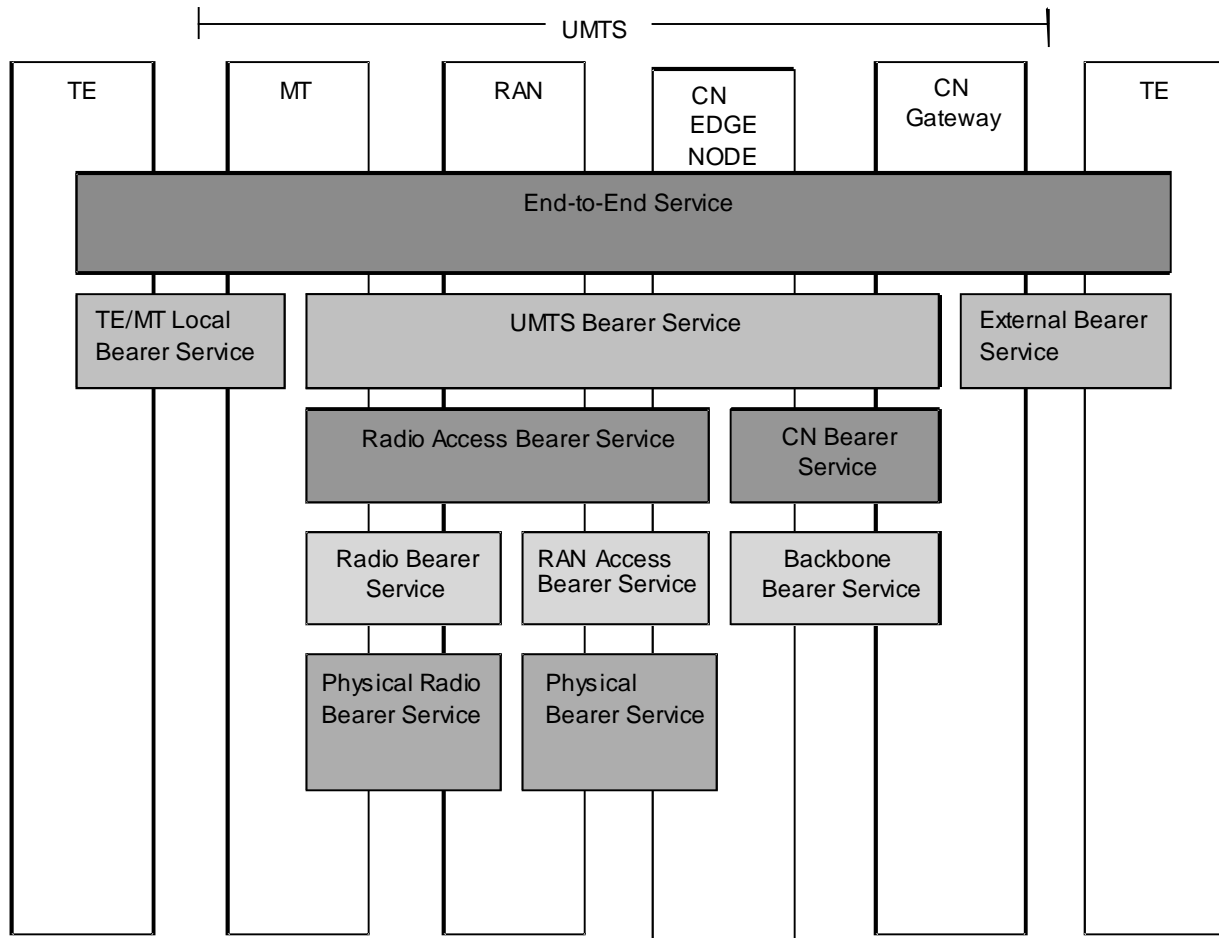 UMTS
TE
MT
RAN
CN
EDGE
NODE
CN
Gateway
TE
End-to-End Service
TE/MT Local
Bearer Service
UMTS Bearer Service
External Bearer
Service
Radio Access Bearer Service
CN Bearer
Service
Radio Bearer
Service
RAN Access
Bearer Service
Backbone
Bearer Service
Physical Radio
Bearer Service
Physical
Bearer Service